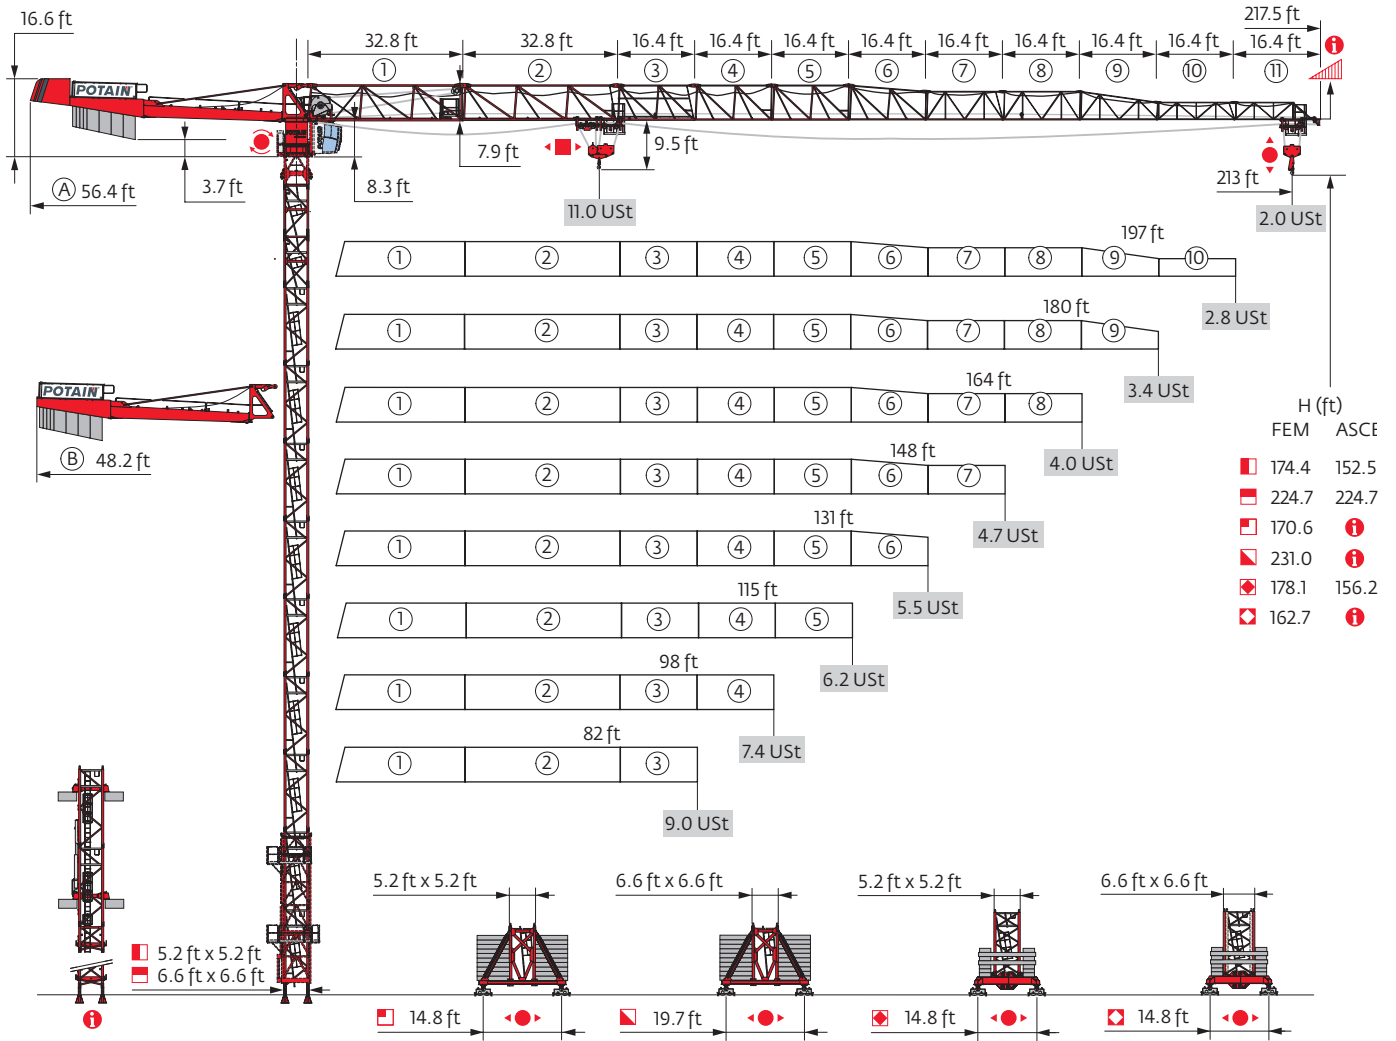 16.6 ft
217.5 ft
32.8 ft 32.8 ft 16.4 ft 16.4 ft 16.4 ft 16.4 ft 16.4 ft 16.4 ft 16.4 ft 16.4 ft 16.4 ft
1 2 3 4 5 6 7 8 9 10 11
i
POTAIN
7.9 ft
9.5 ft
A 56.4 ft
3.7 ft
8.3 ft
213 ft
11.0 USt
2.0 USt
197 ft
1 2 3 4 5 6 7 8 9 10
2.8 USt
180 ft
1 2 3 4 5 6 7 8 9
3.4 USt
164 ft
1 2 3 4 5 6 7 8
4.0 USt
POTAIN
B 48.2 ft
148 ft
1 2 3 4 5 6 7
4.7 USt
131 ft
1 2 3 4 5 6
5.5 USt
115 ft
1 2 3 4 5
6.2 USt
98 ft
1 2 3 4
7.4 USt
82 ft
1 2 3
9.0 USt
H (ft)
FEM ASCE
174.4 152.5
224.7 224.7
170.6 i
231.0 i
178.1 156.2
162.7 i
5.2 ft x 5.2 ft
6.6 ft x 6.6 ft
i
5.2 ft x 5.2 ft 6.6 ft x 6.6 ft 5.2 ft x 5.2 ft 6.6 ft x 6.6 ft
14.8 ft 19.7 ft 14.8 ft 14.8 ft